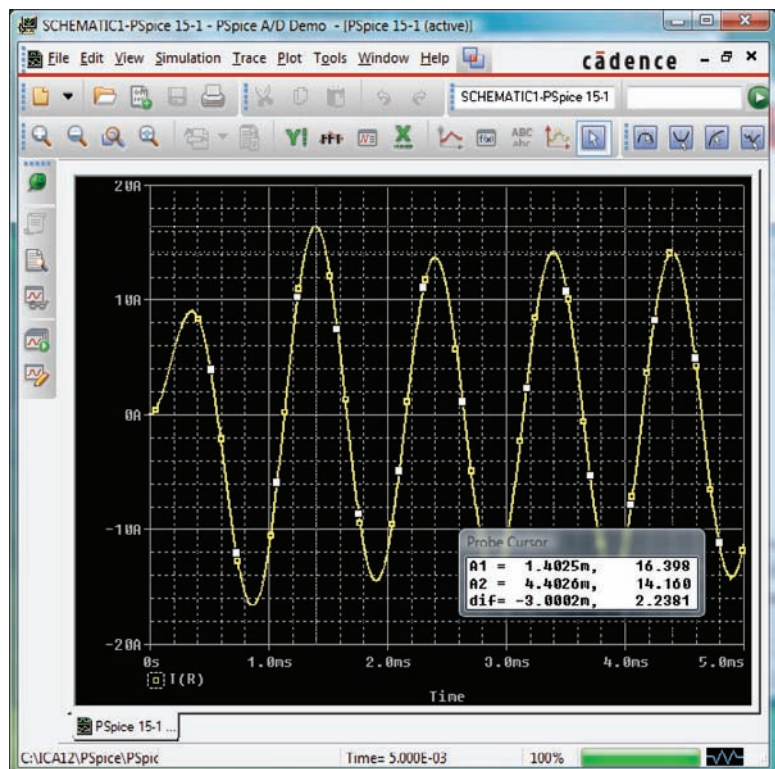 SCHEMATIC1-PSpice 15-1 - PSpice A/D Demo - [PSpice 15-1 (active)]
File Edit View Simulation Trace Plot Tools Window Help
cādence
SCHEMATIC1-PSpice 15-1
ABC
abc
20A
10A
0A
-10A
-20A
Probe Cursor
A1 = 1.4025m, 16.398
A2 = 4.4026m, 14.160
dif= -3.0002m, 2.2381
0s 1.0ms 2.0ms 3.0ms 4.0ms 5.0ms
I(R)
Time
PSpice 15-1 ...
C:\ICA12\PSpice\PSpic Time= 5.000E-03 100%